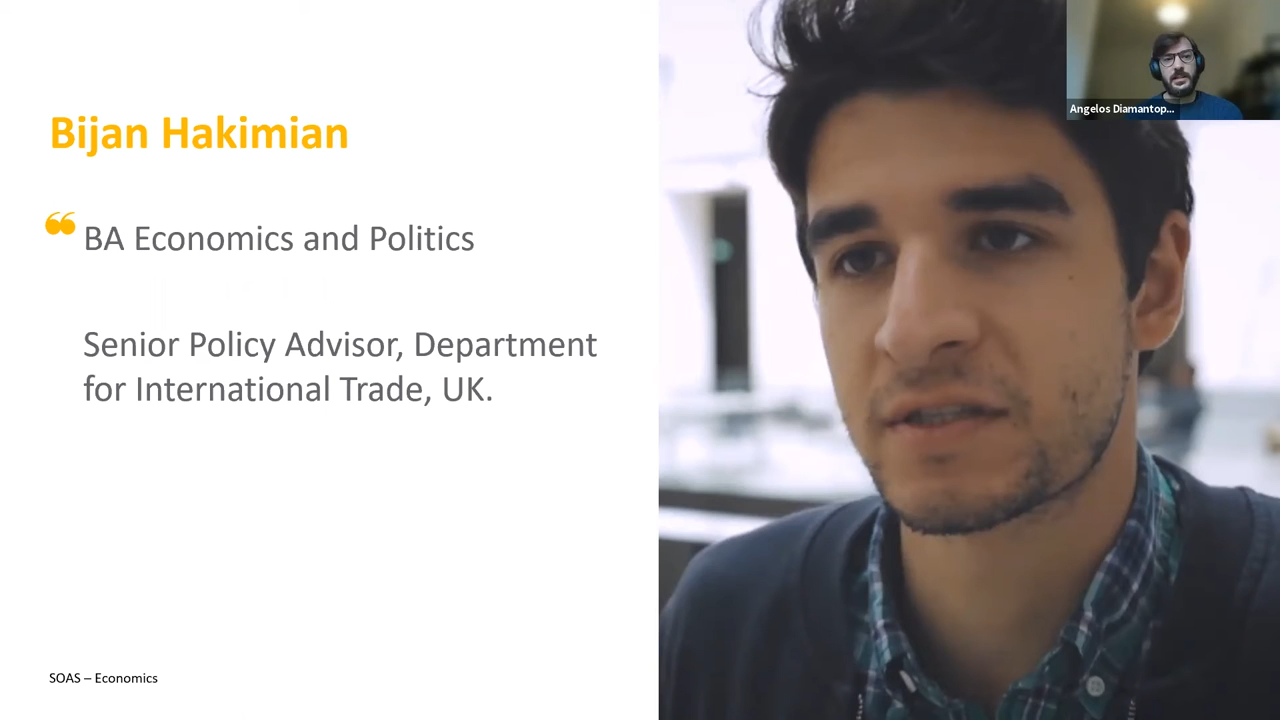 Bijan Hakimian
“ BA Economics and Politics
Senior Policy Advisor, Department
for International Trade, UK.
SOAS – Economics
Angelos Diamantop...